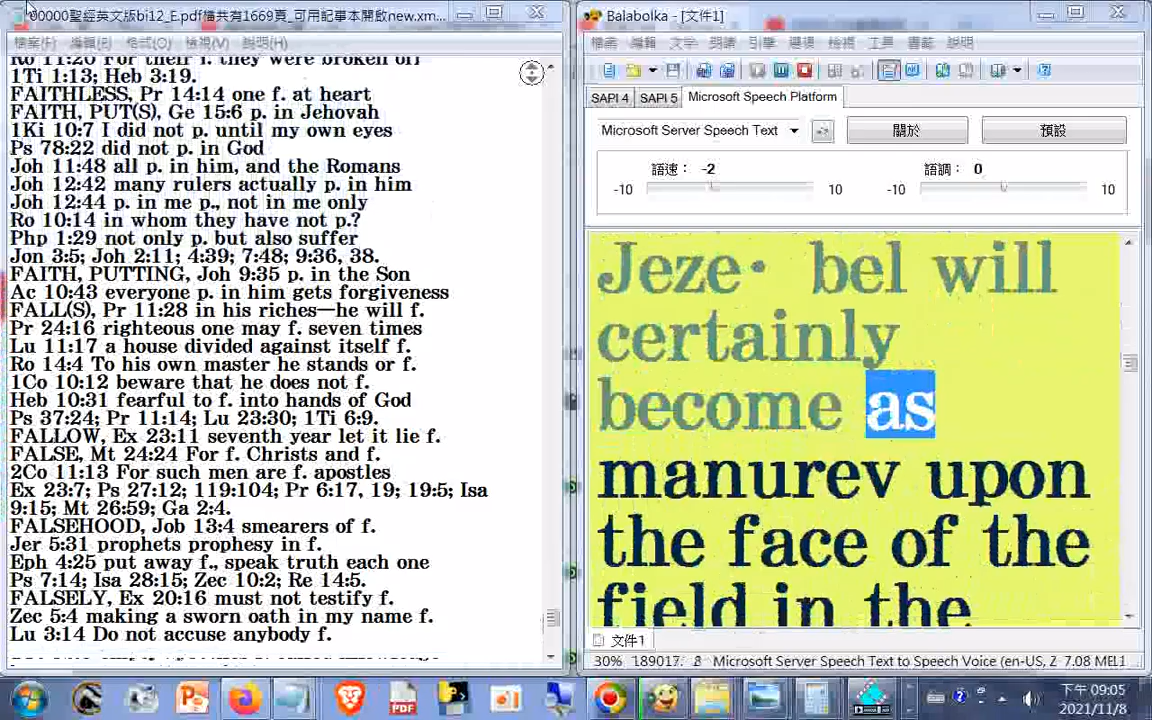 00000聖經英文版bi12_E.pdf檔共有1669頁_可用記事本開啟new.xm...
檔案(F) 編輯(E) 格式(O) 檢視(V) 說明(H)
Ro 11:20 For their f. they were broken off
1Ti 1:13; Heb 3:19.
FAITHLESS, Pr 14:14 one f. at heart
FAITH, PUT(S), Ge 15:6 p. in Jehovah
1Ki 10:7 I did not p. until my own eyes
Ps 78:22 did not p. in God
Joh 11:48 all p. in him, and the Romans
Joh 12:42 many rulers actually p. in him
Joh 12:44 p. in me p., not in me only
Ro 10:14 in whom they have not p.?
Php 1:29 not only p. but also suffer
Jon 3:5; Joh 2:11; 4:39; 7:48; 9:36, 38.
FAITH, PUTTING, Joh 9:35 p. in the Son
Ac 10:43 everyone p. in him gets forgiveness
FALL(S), Pr 11:28 in his riches—he will f.
Pr 24:16 righteous one may f. seven times
Lu 11:17 a house divided against itself f.
Ro 14:4 To his own master he stands or f.
1Co 10:12 beware that he does not f.
Heb 10:31 fearful to f. into hands of God
Ps 37:24; Pr 11:14; Lu 23:30; 1Ti 6:9.
FALLOW, Ex 23:11 seventh year let it lie f.
FALSE, Mt 24:24 For f. Christs and f.
2Co 11:13 For such men are f. apostles
Ex 23:7; Ps 27:12; 119:104; Pr 6:17, 19; 19:5; Isa
9:15; Mt 26:59; Ga 2:4.
FALSEHOOD, Job 13:4 smearers of f.
Jer 5:31 prophets prophesy in f.
Eph 4:25 put away f., speak truth each one
Ps 7:14; Isa 28:15; Zec 10:2; Re 14:5.
FALSELY, Ex 20:16 must not testify f.
Zec 5:4 making a sworn oath in my name f.
Lu 3:14 Do not accuse anybody f.
Balabolka - [文件1]
檔案 編輯 文字 朗讀 引擎 選項 檢視 工具 書籤 說明
SAPI 4 SAPI 5 Microsoft Speech Platform
Microsoft Server Speech Text 關於 預設
語速： -2 語調： 0
-10 10 -10 10
Jeze· bel will
certainly
become as
manurev upon
the face of the
field in the
文件1
30% Microsoft Server Speech Text to Speech Voice (en-US, Z
下午 09:05
2021/11/8